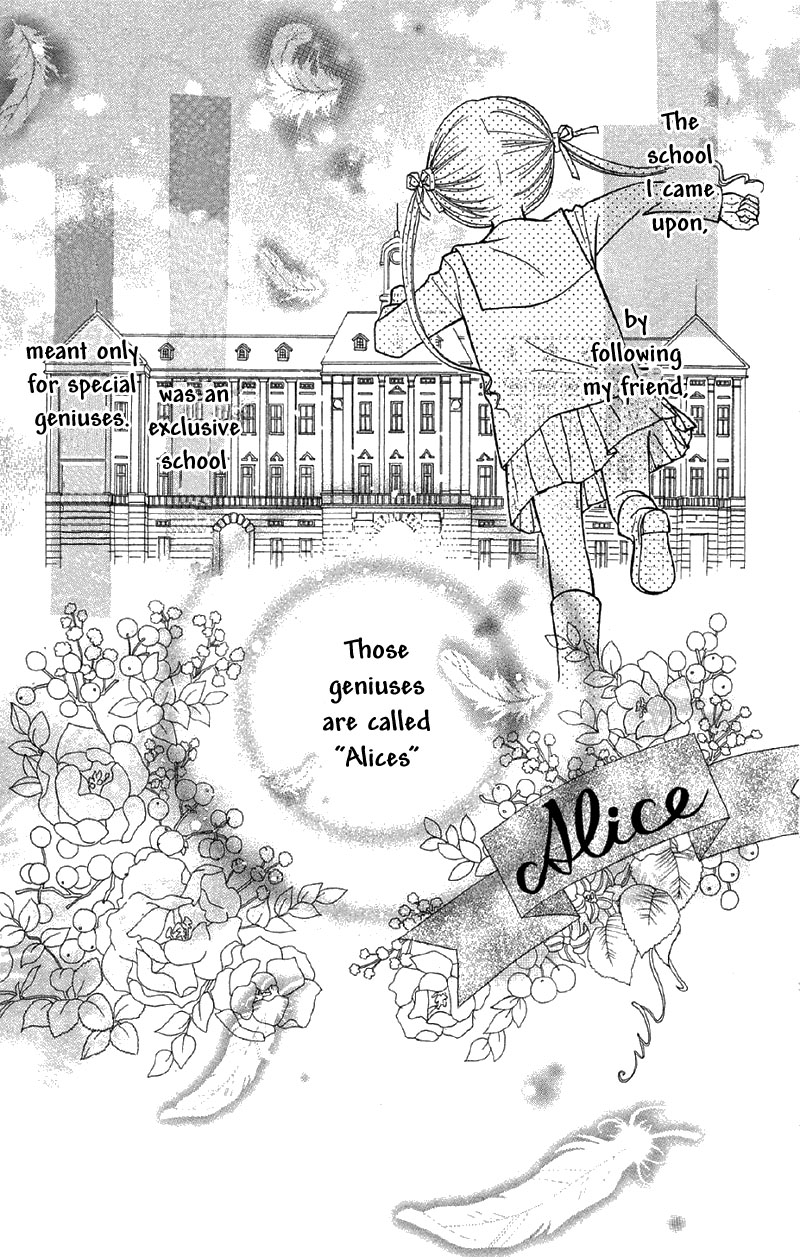 The
school
I came
upon,
by
following
my friend,
was an
exclusive
school
meant only
for special
geniuses.
Those
geniuses
are called
"Alices"
Alice